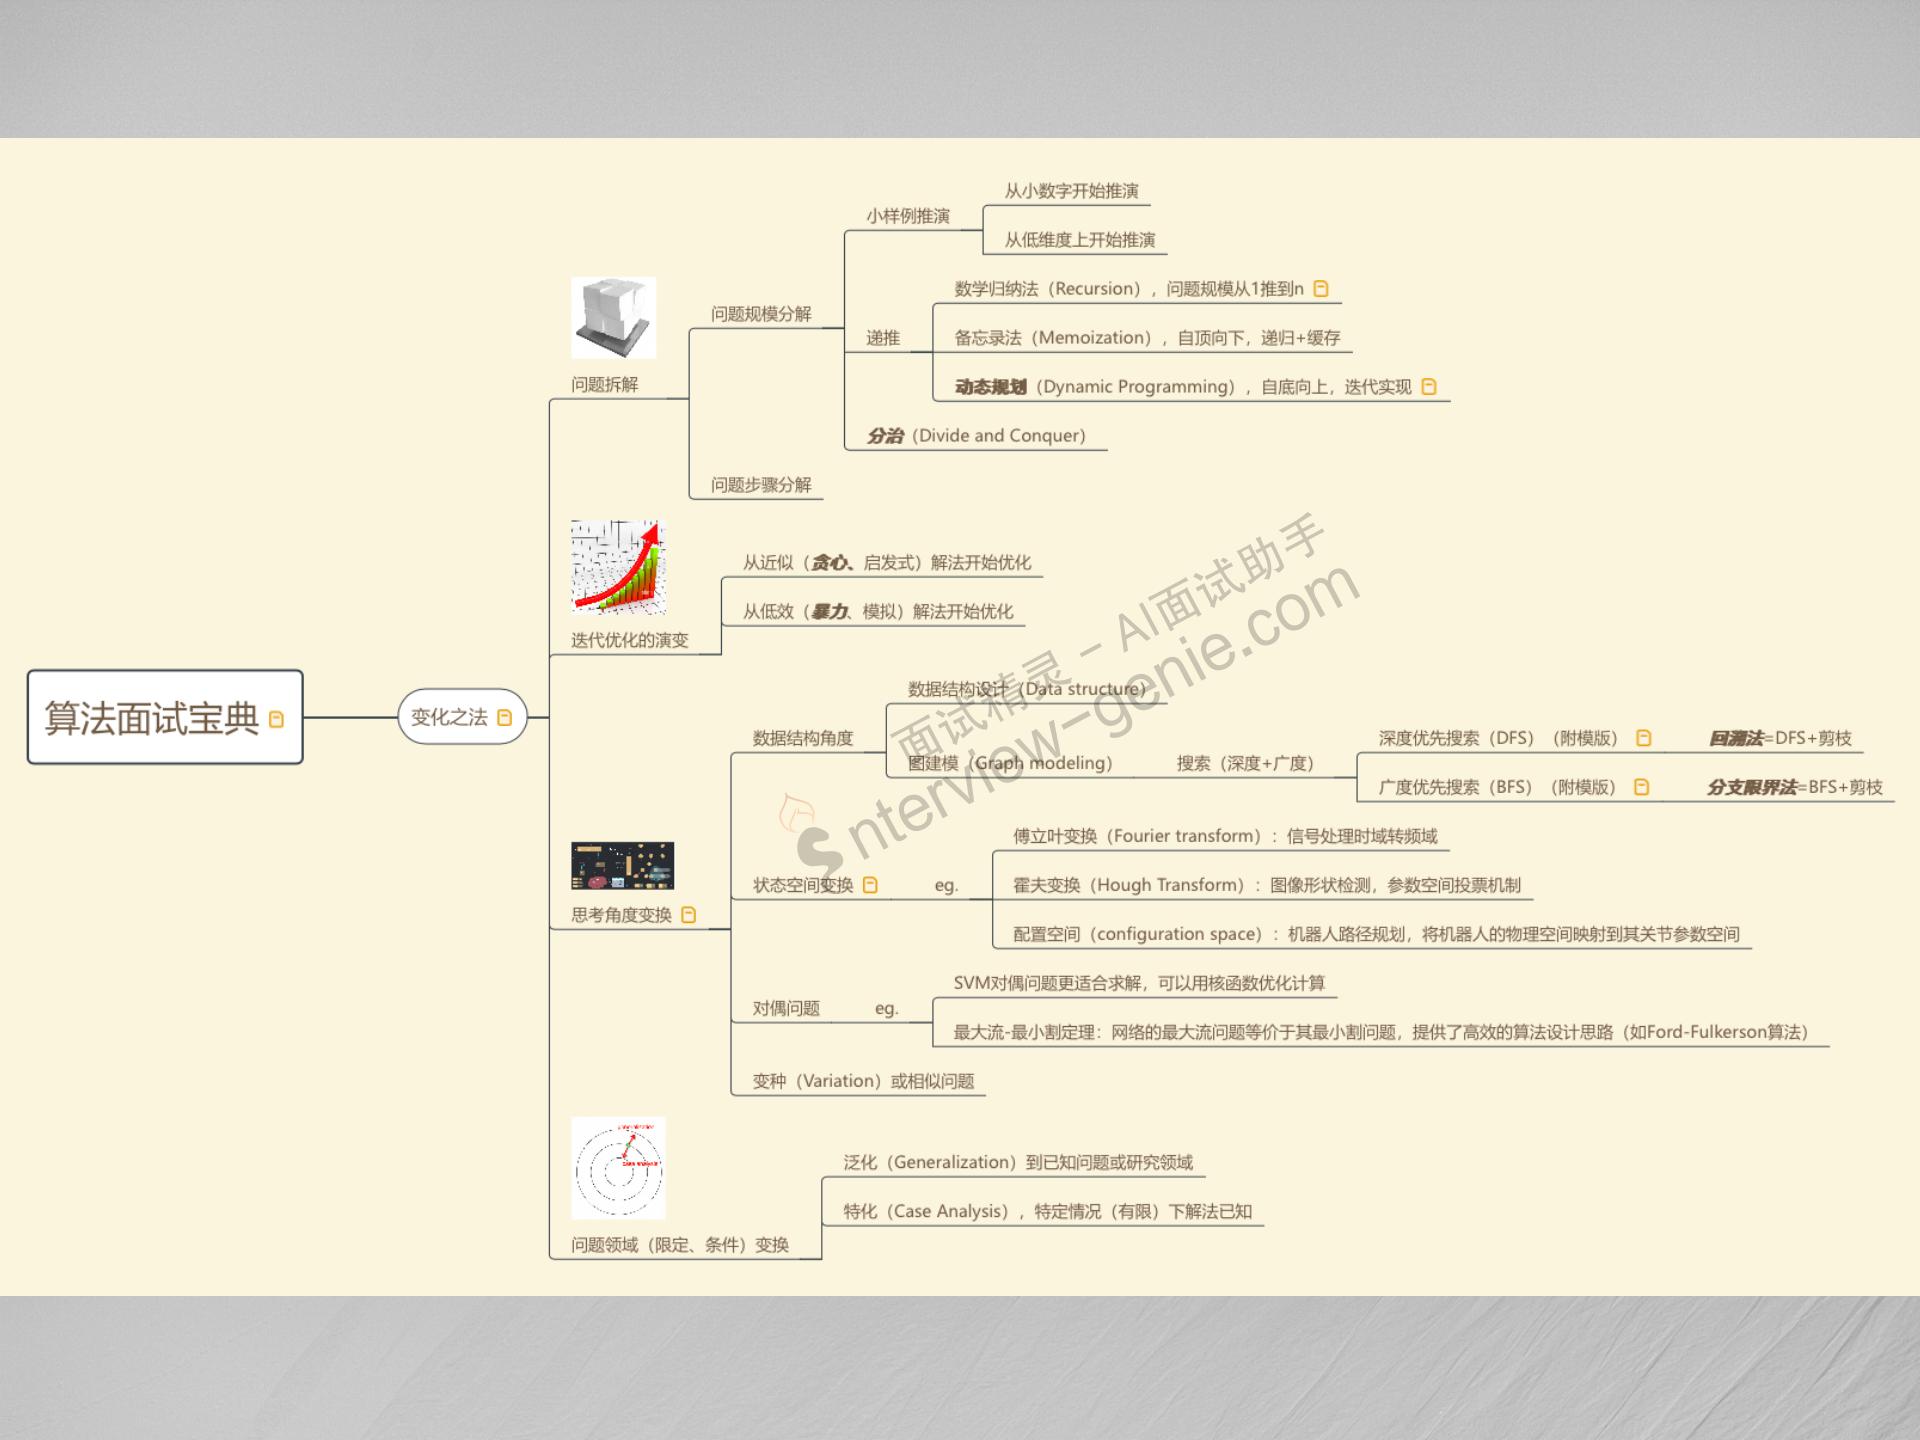 算法面试宝典
变化之法
问题拆解
问题规模分解
小样例推演
从小数字开始推演
从低维度上开始推演
递推
数学归纳法（Recursion），问题规模从1推到n
备忘录法（Memoization），自顶向下，递归+缓存
动态规划（Dynamic Programming），自底向上，迭代实现
分治（Divide and Conquer）
问题步骤分解
迭代优化的演变
从近似（贪心、启发式）解法开始优化
从低效（暴力、模拟）解法开始优化
思考角度变换
数据结构角度
数据结构设计（Data structure）
图建模（Graph modeling）
搜索（深度+广度）
深度优先搜索（DFS）（附模版）
回溯法=DFS+剪枝
广度优先搜索（BFS）（附模版）
分支限界法=BFS+剪枝
状态空间变换
eg.
傅立叶变换（Fourier transform）：信号处理时域转频域
霍夫变换（Hough Transform）：图像形状检测，参数空间投票机制
配置空间（configuration space）：机器人路径规划，将机器人的物理空间映射到其关节参数空间
对偶问题
eg.
SVM对偶问题更适合求解，可以用核函数优化计算
最大流-最小割定理：网络的最大流问题等价于其最小割问题，提供了高效的算法设计思路（如Ford-Fulkerson算法）
变种（Variation）或相似问题
问题领域（限定、条件）变换
泛化（Generalization）到已知问题或研究领域
特化（Case Analysis），特定情况（有限）下解法已知
面试精灵 - AI面试助手
nterview-genie.com